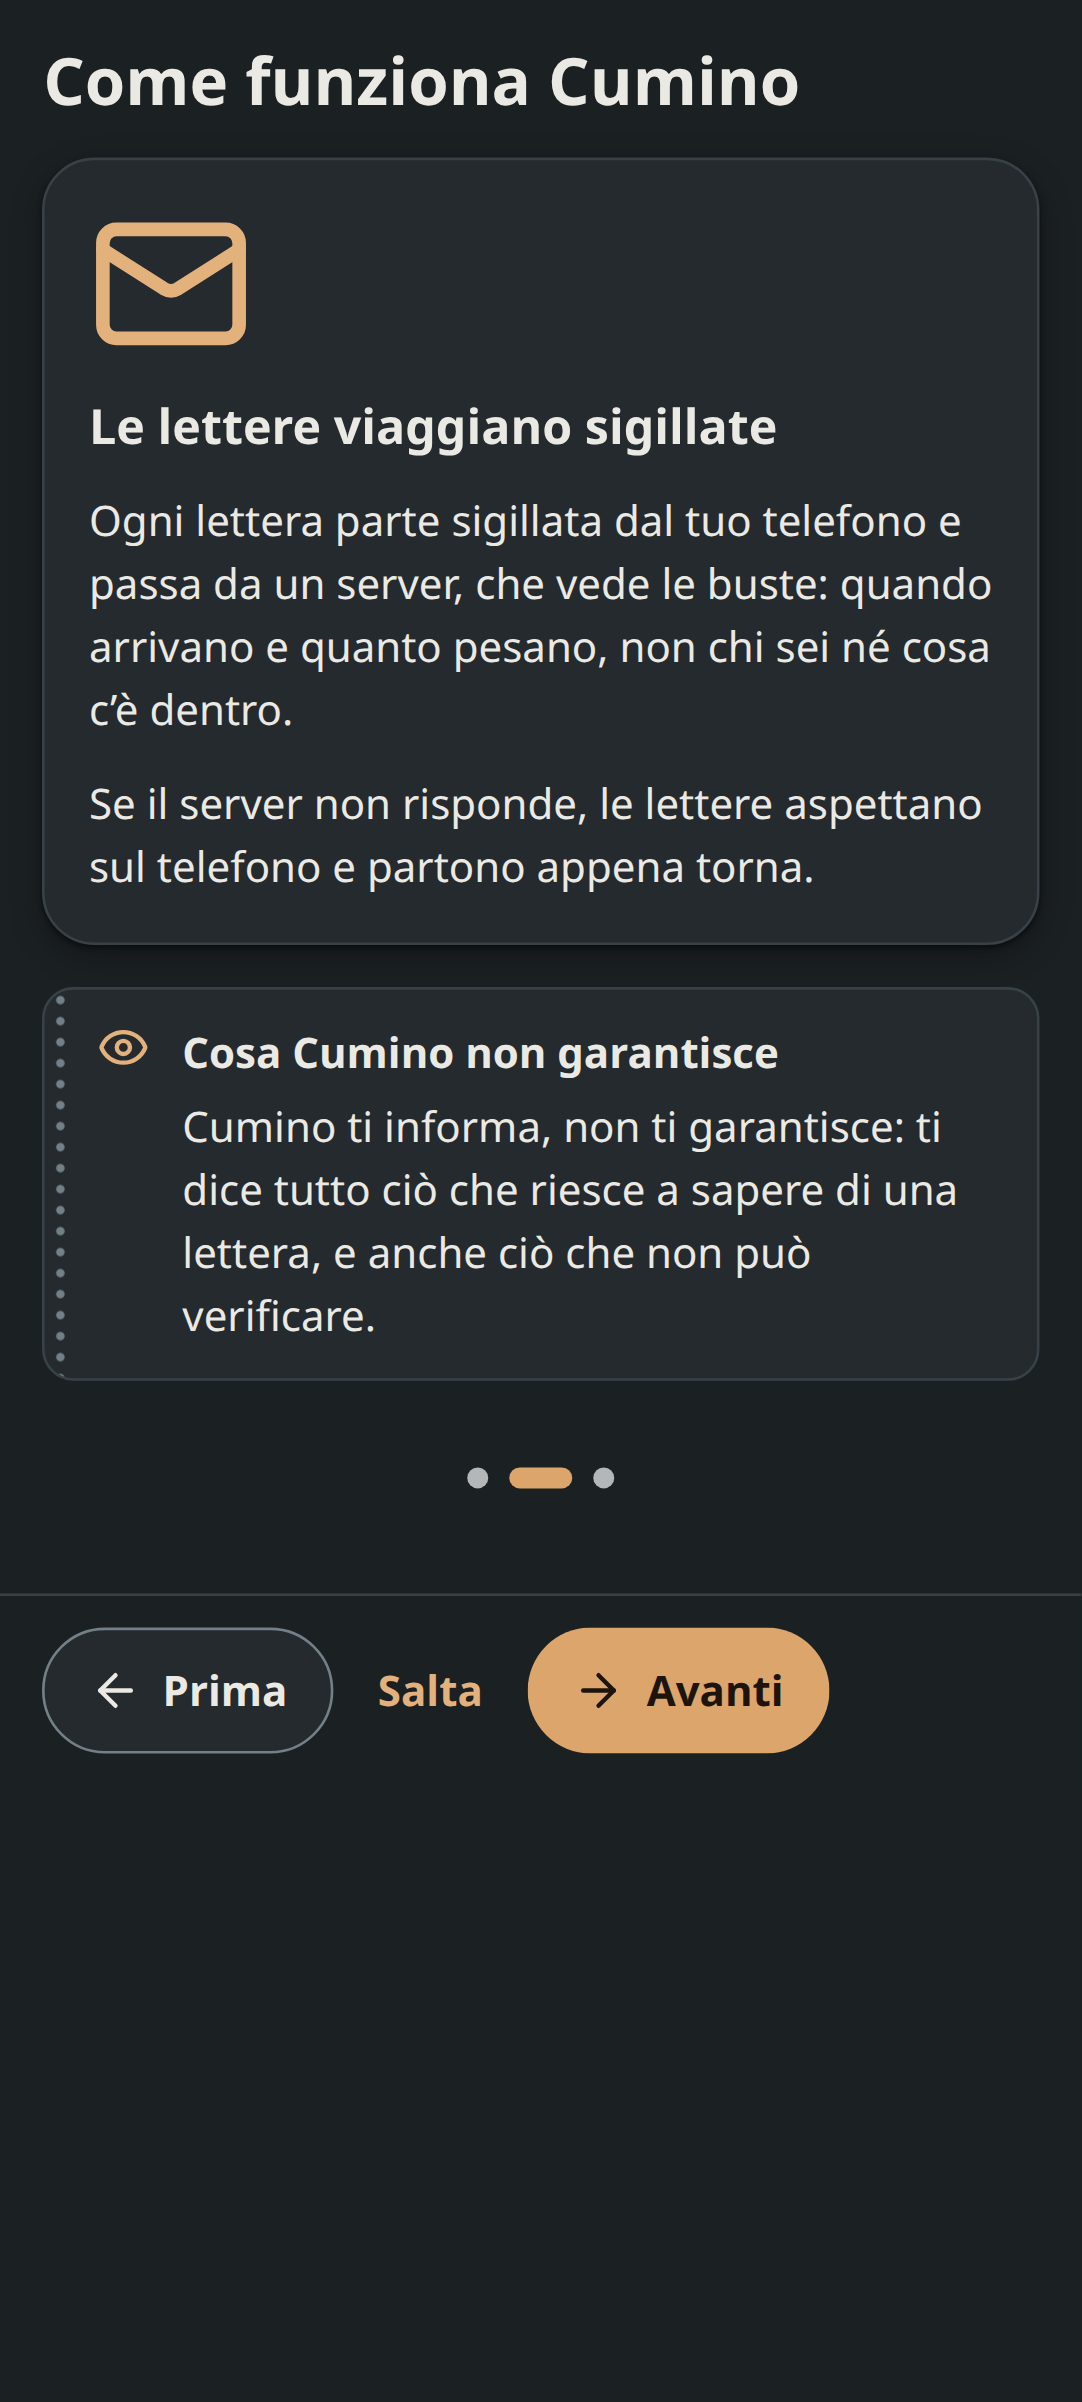 Come funziona Cumino
Le lettere viaggiano sigillate
Ogni lettera parte sigillata dal tuo telefono e
passa da un server, che vede le buste: quando
arrivano e quanto pesano, non chi sei né cosa
c’è dentro.
Se il server non risponde, le lettere aspettano
sul telefono e partono appena torna.
Cosa Cumino non garantisce
Cumino ti informa, non ti garantisce: ti
dice tutto ciò che riesce a sapere di una
lettera, e anche ciò che non può
verificare.
Prima
Salta
Avanti